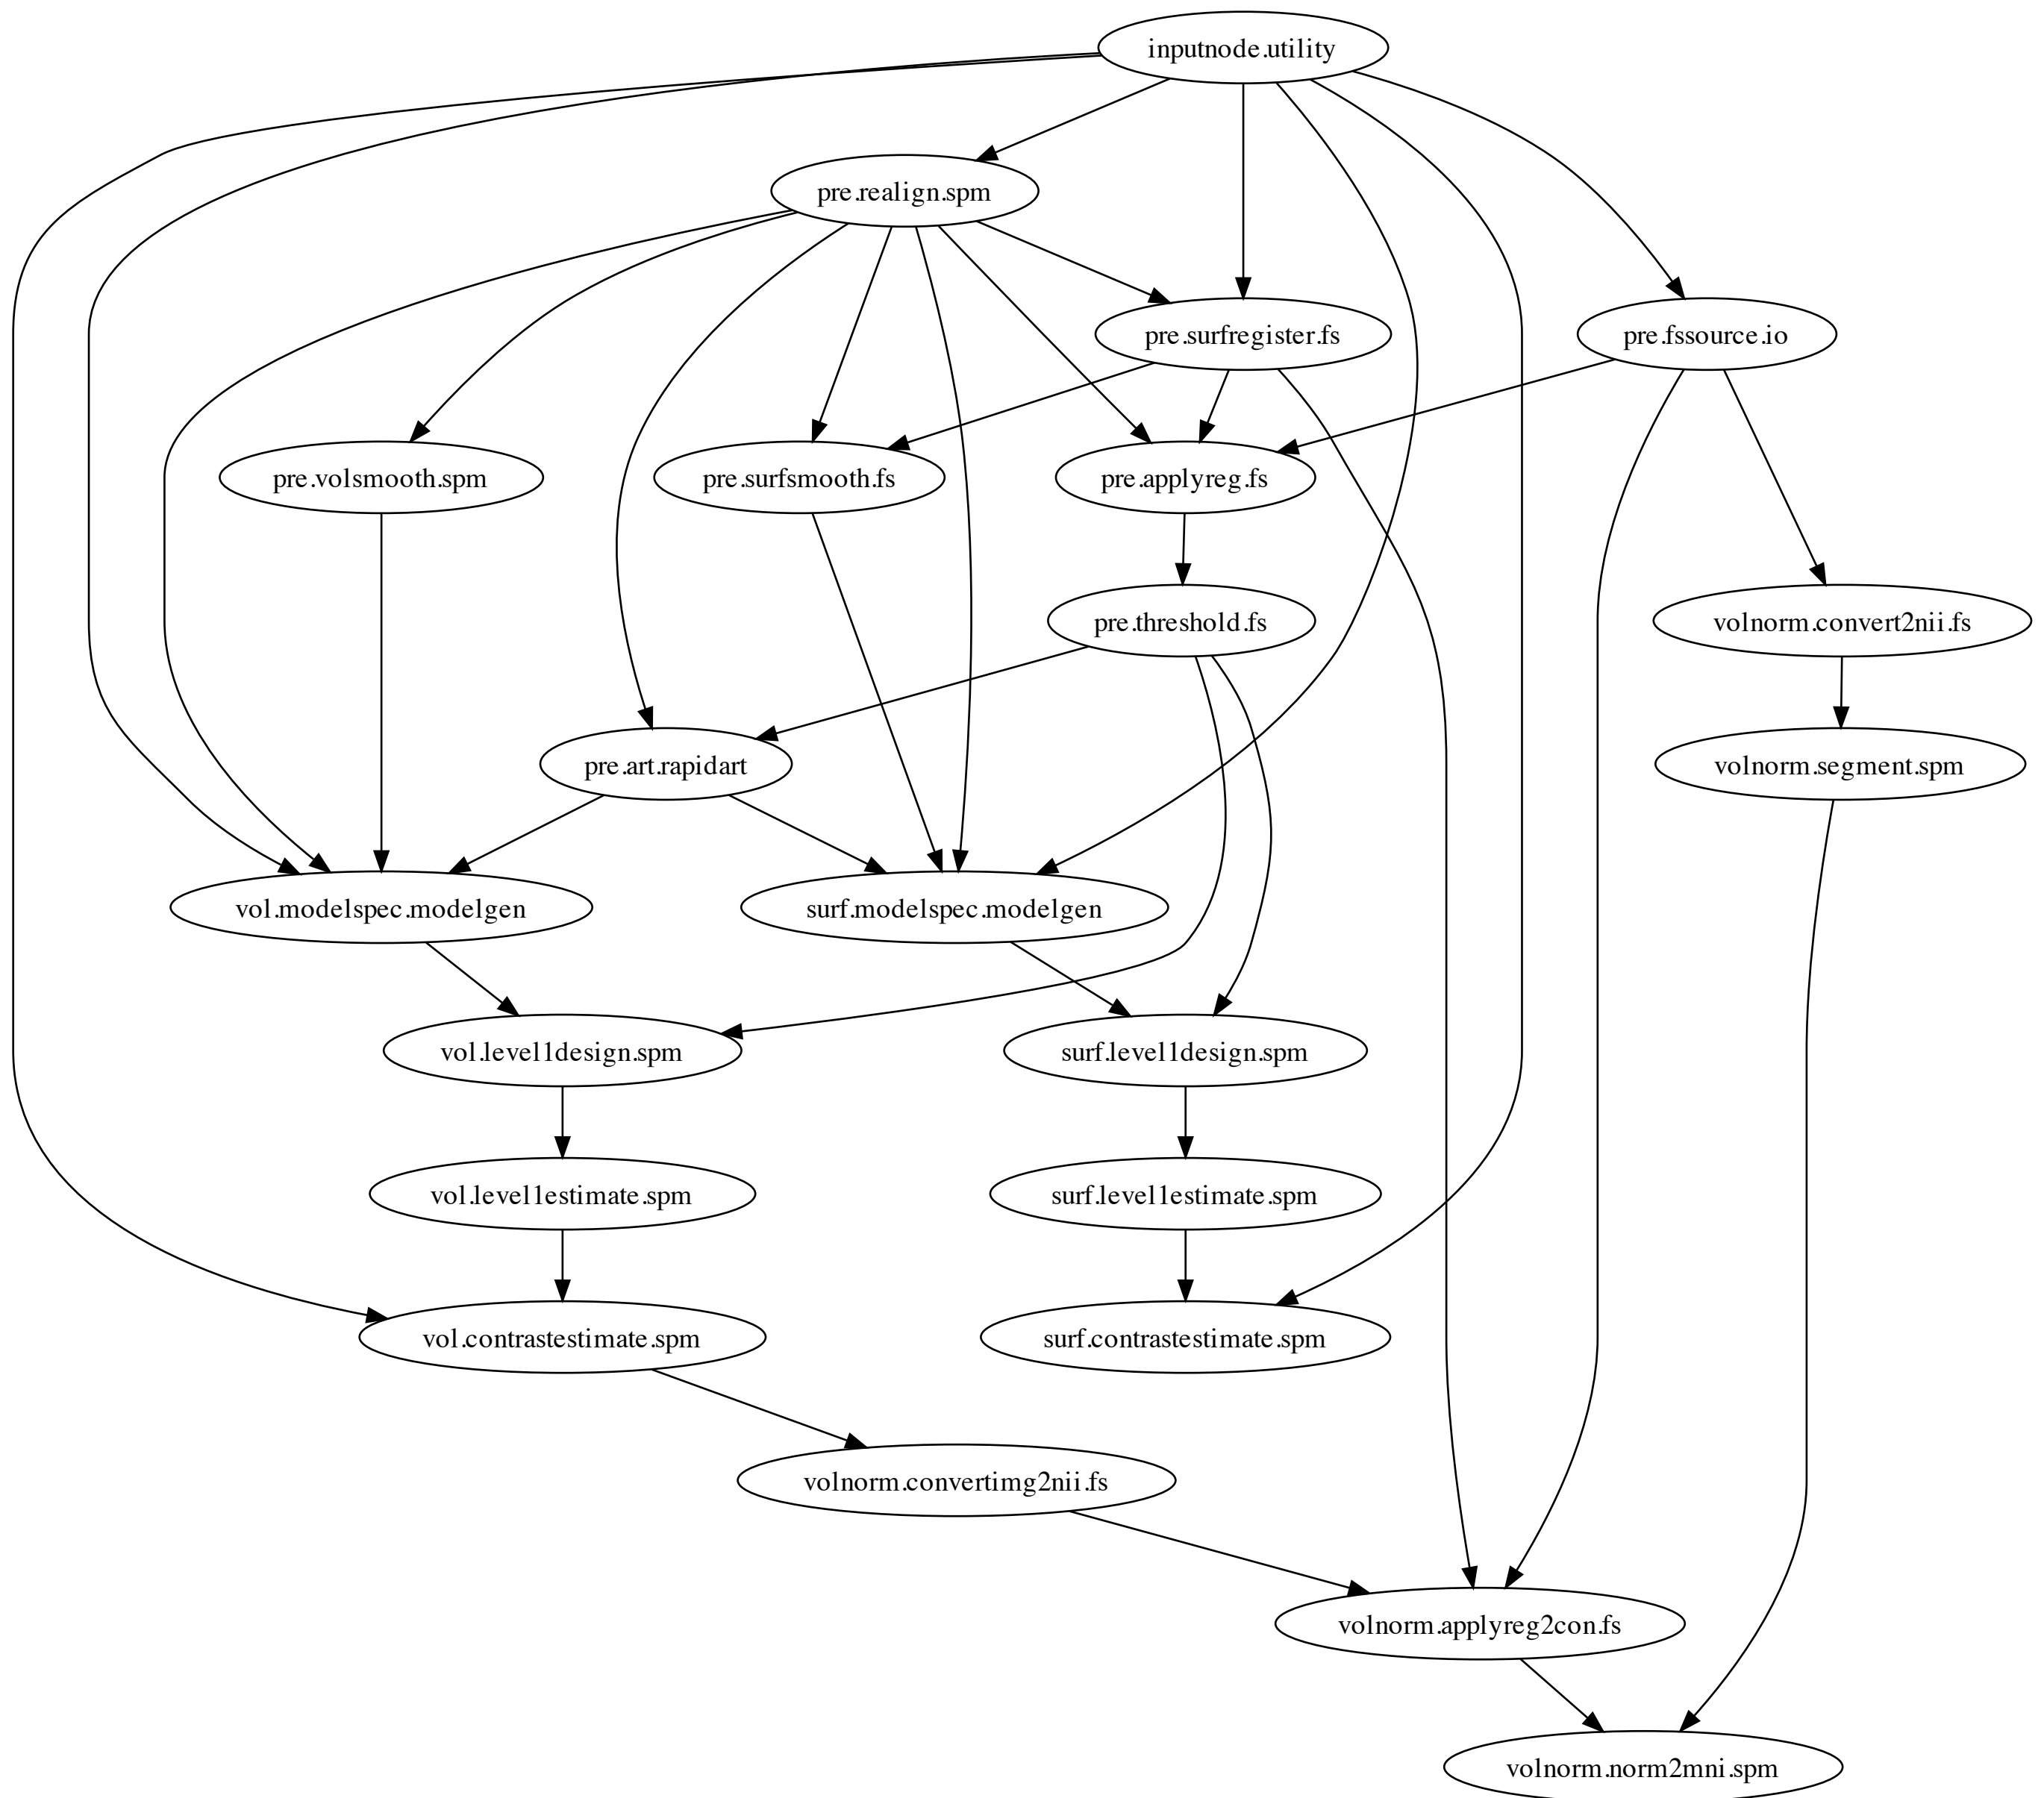 inputnode.utility
pre.realign.spm
pre.surfregister.fs
pre.fssource.io
pre.volsmooth.spm
pre.surfsmooth.fs
pre.applyreg.fs
pre.threshold.fs
volnorm.convert2nii.fs
pre.art.rapidart
volnorm.segment.spm
vol.modelspec.modelgen
surf.modelspec.modelgen
vol.level1design.spm
surf.level1design.spm
vol.level1estimate.spm
surf.level1estimate.spm
vol.contrastestimate.spm
surf.contrastestimate.spm
volnorm.convertimg2nii.fs
volnorm.applyreg2con.fs
volnorm.norm2mni.spm